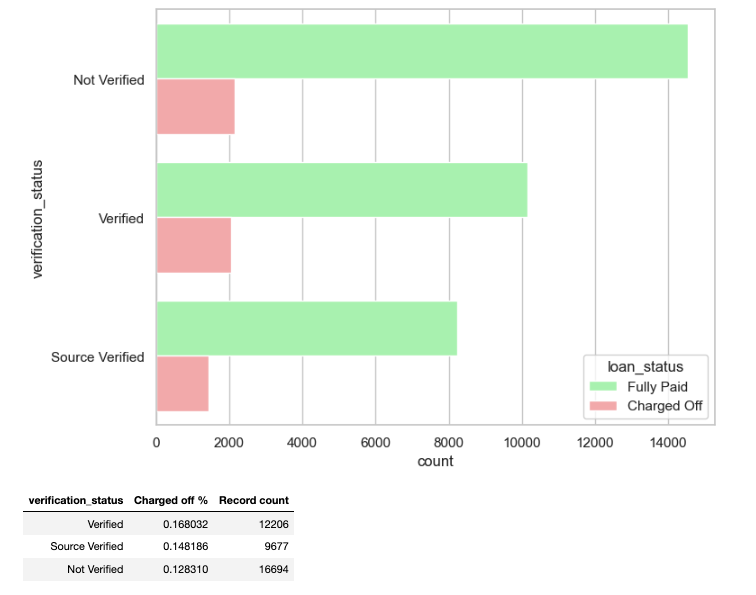 Not Verified
Verified
Source Verified
verification_status
loan_status
Fully Paid
Charged Off
0 2000 4000 6000 8000 10000 12000 14000
count
verification_status Charged off % Record count
Verified 0.168032 12206
Source Verified 0.148186 9677
Not Verified 0.128310 16694